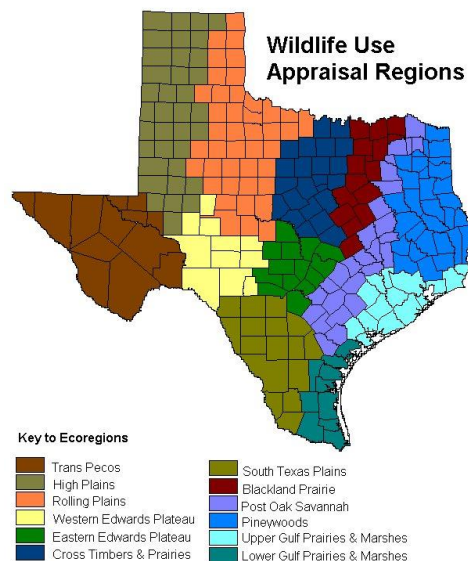 Wildlife Use
Appraisal Regions
Key to Ecoregions
Trans Pecos
High Plains
Rolling Plains
Western Edwards Plateau
Eastern Edwards Plateau
Cross Timbers & Prairies
South Texas Plains
Blackland Prairie
Post Oak Savannah
Pineywoods
Upper Gulf Prairies & Marshes
Lower Gulf Prairies & Marshes